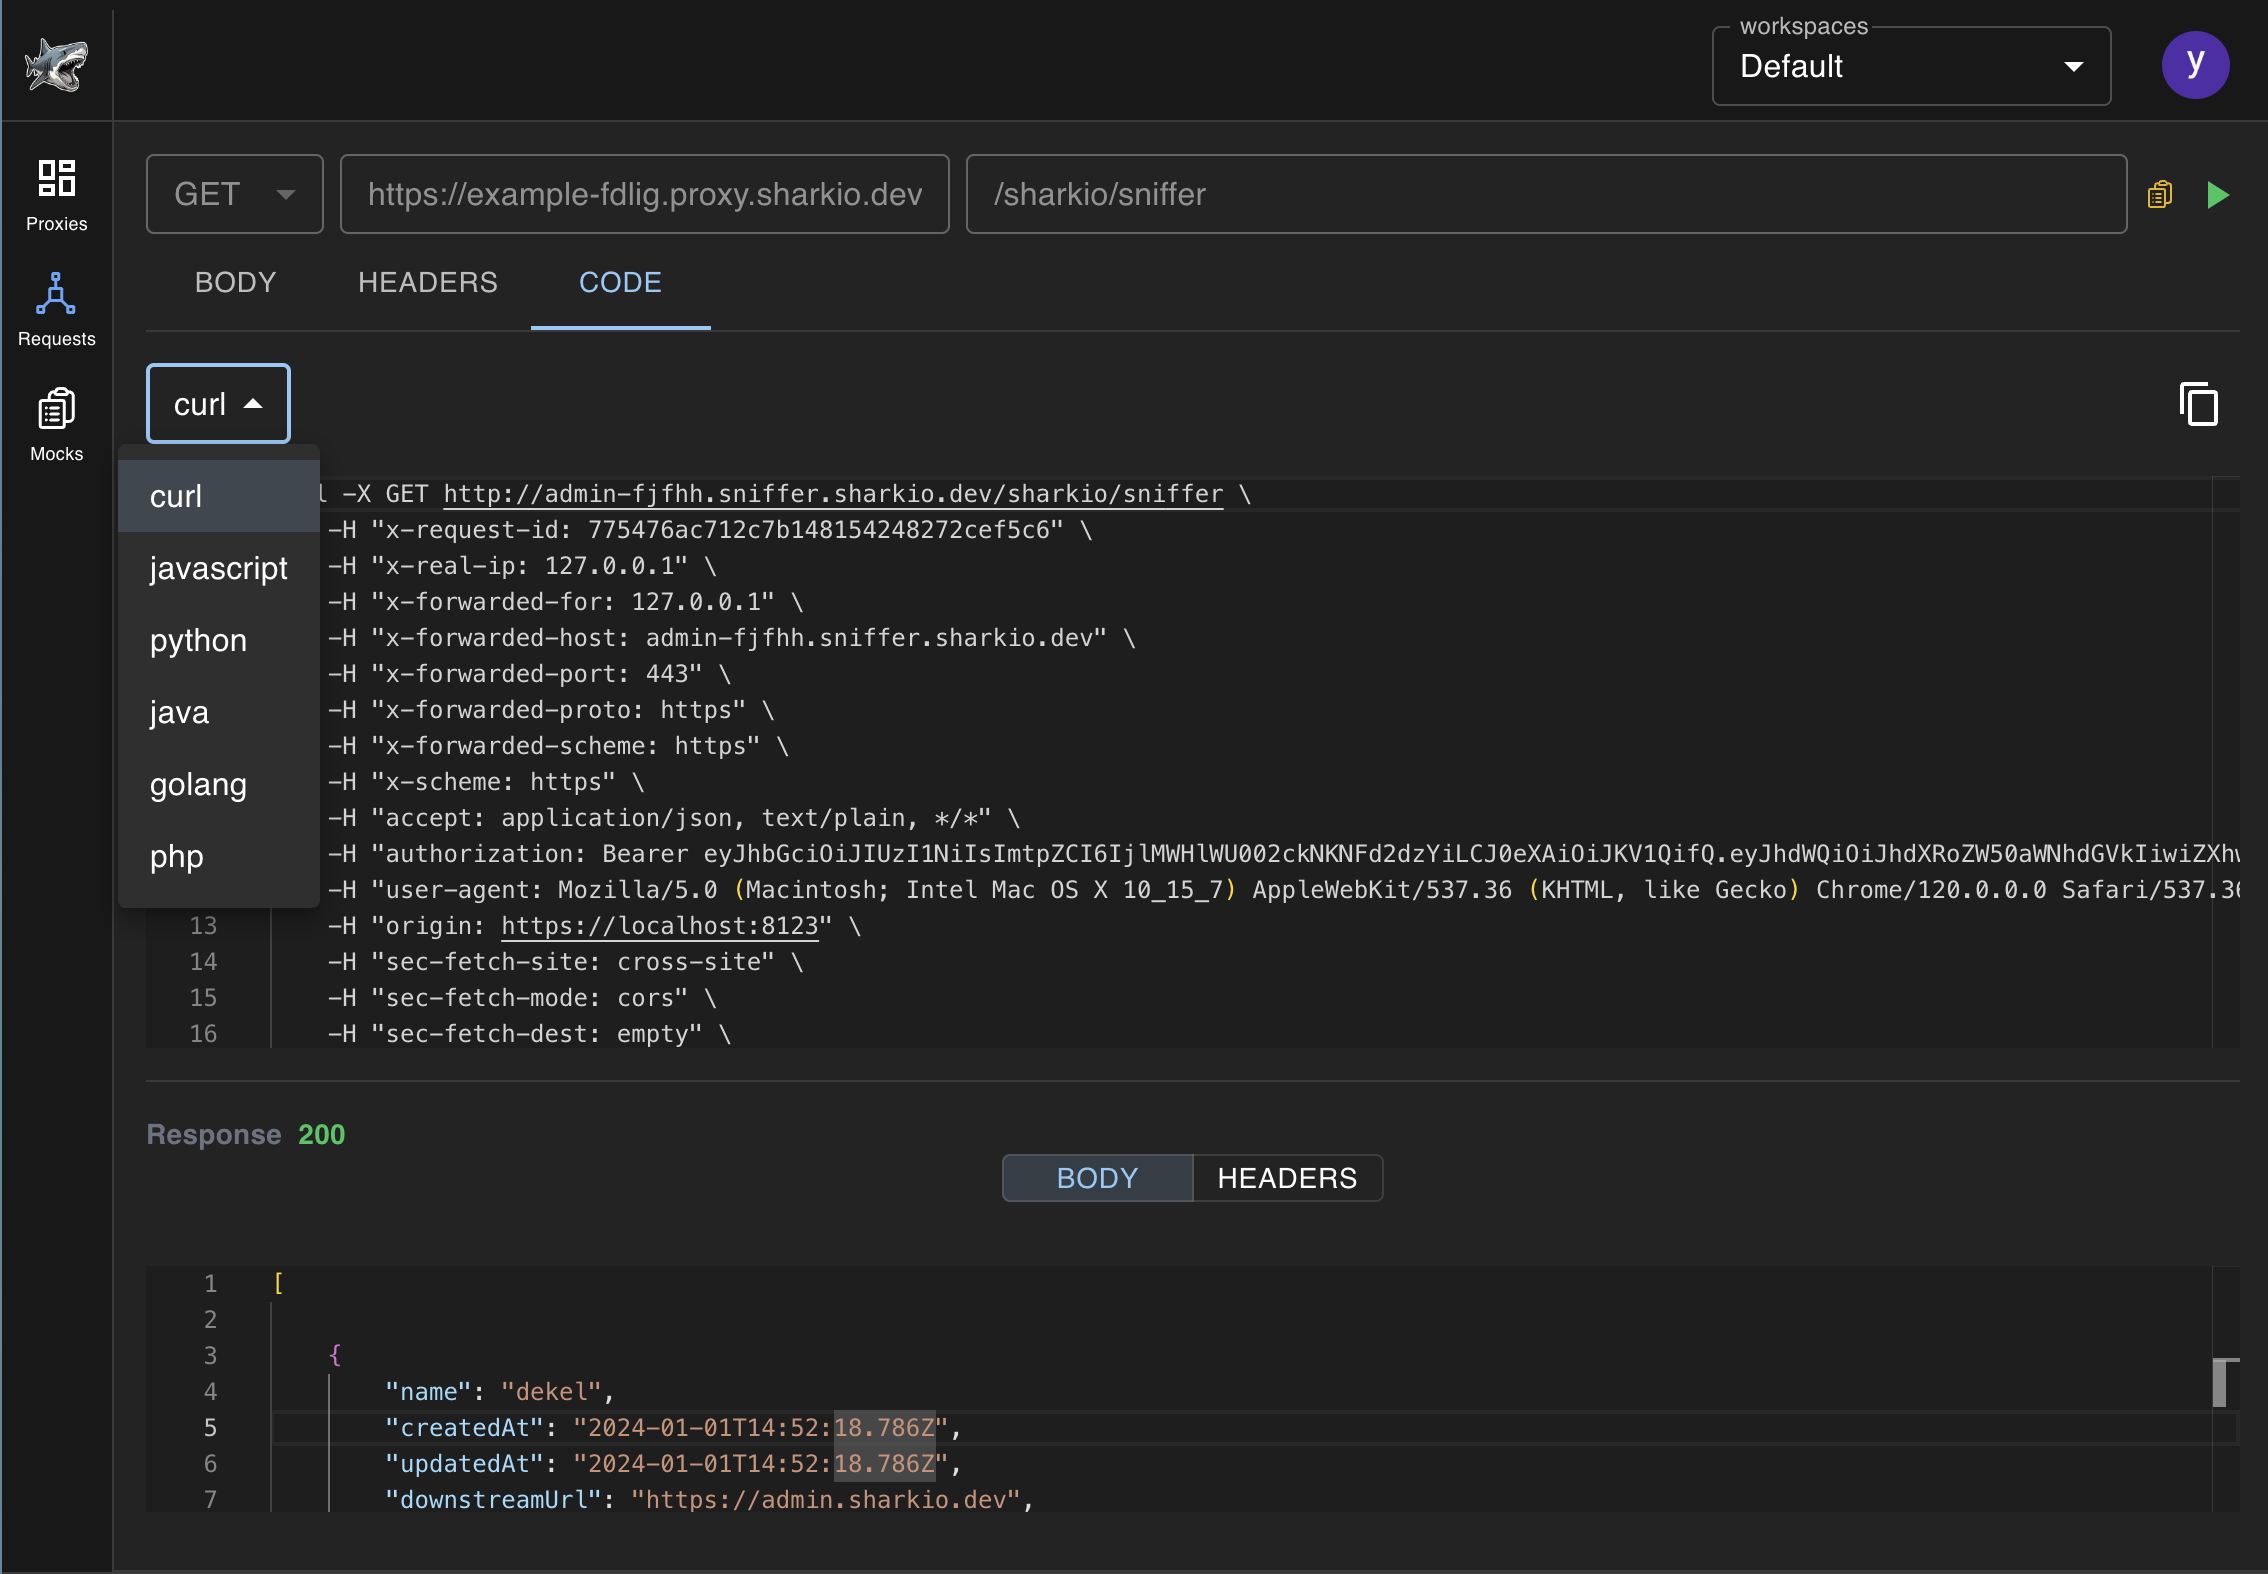 workspaces
Default
y
Proxies
Requests
Mocks
GET
https://example-fdlig.proxy.sharkio.dev
/sharkio/sniffer
BODY HEADERS CODE
curl
curl
javascript
python
java
golang
php
l -X GET http://admin-fjfhh.sniffer.sharkio.dev/sharkio/sniffer \
-H "x-request-id: 775476ac712c7b148154248272cef5c6" \
-H "x-real-ip: 127.0.0.1" \
-H "x-forwarded-for: 127.0.0.1" \
-H "x-forwarded-host: admin-fjfhh.sniffer.sharkio.dev" \
-H "x-forwarded-port: 443" \
-H "x-forwarded-proto: https" \
-H "x-forwarded-scheme: https" \
-H "x-scheme: https" \
-H "accept: application/json, text/plain, */*" \
-H "authorization: Bearer eyJhbGciOiJIUzI1NiIsImtpZCI6IjlMWHlWU002ckNKNFd2dzYiLCJ0eXAiOiJKV1QifQ.eyJhdWQiOiJhdXRoZW50aWNhdGVkIiwiZXhw
-H "user-agent: Mozilla/5.0 (Macintosh; Intel Mac OS X 10_15_7) AppleWebKit/537.36 (KHTML, like Gecko) Chrome/120.0.0.0 Safari/537.36
13 -H "origin: https://localhost:8123" \
14 -H "sec-fetch-site: cross-site" \
15 -H "sec-fetch-mode: cors" \
16 -H "sec-fetch-dest: empty" \
Response 200
BODY HEADERS
1 [
2
3 {
4 "name": "dekel",
5 "createdAt": "2024-01-01T14:52:18.786Z",
6 "updatedAt": "2024-01-01T14:52:18.786Z",
7 "downstreamUrl": "https://admin.sharkio.dev",